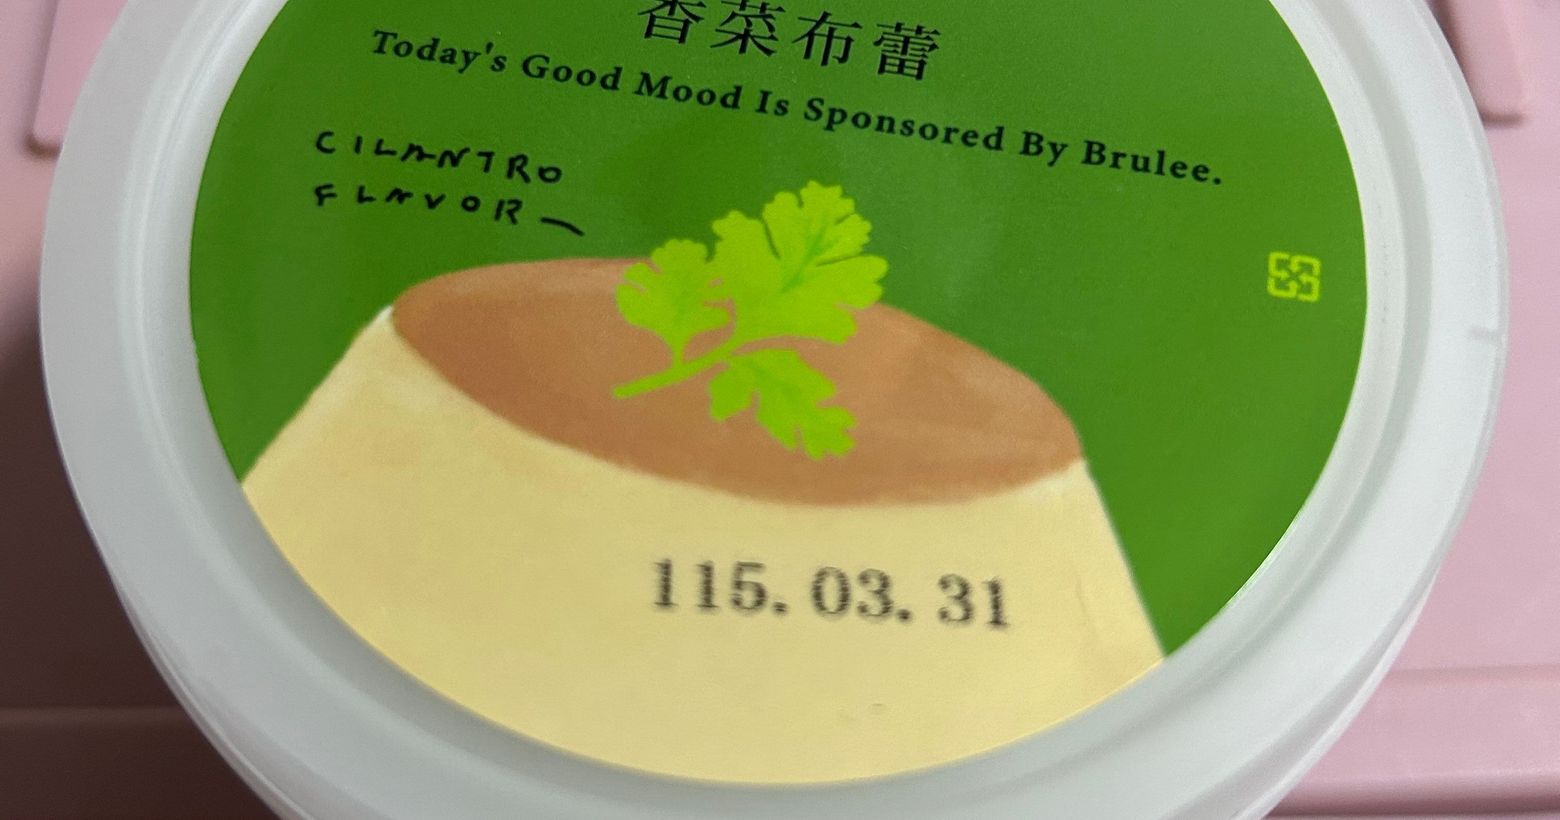 香菜布蕾
Today's Good Mood Is Sponsored By Brulee.
CILANTRO
FLAVOR
115.03.31